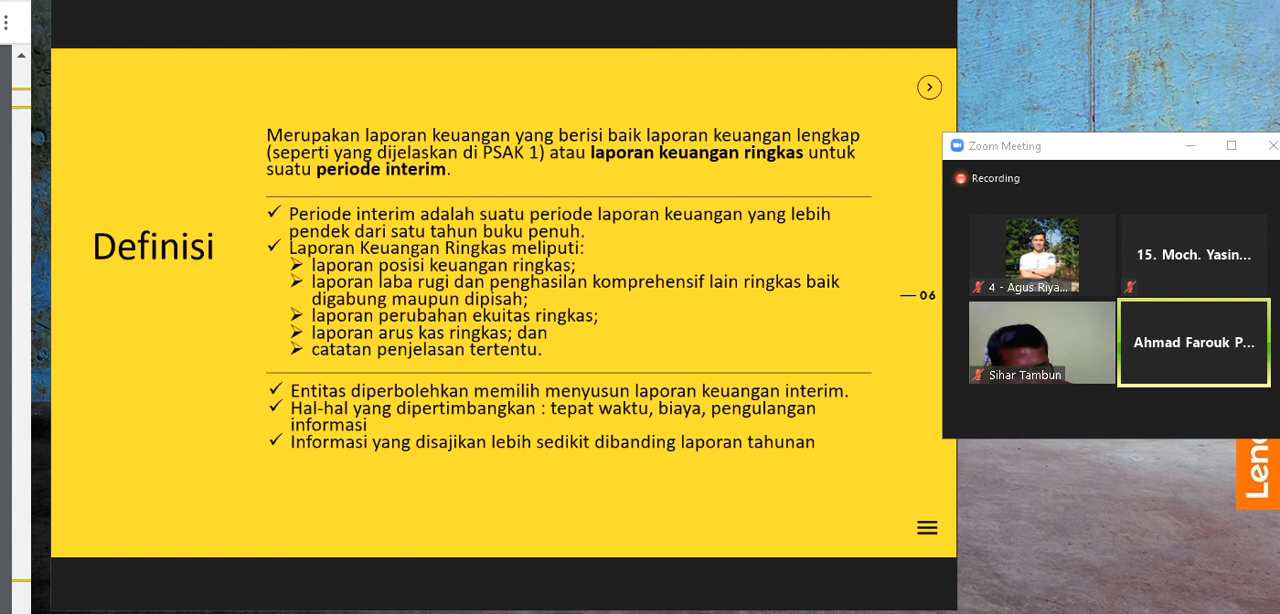 Merupakan laporan keuangan yang berisi baik laporan keuangan lengkap
(seperti yang dijelaskan di PSAK 1) atau laporan keuangan ringkas untuk
suatu periode interim.
Definisi
✓ Periode interim adalah suatu periode laporan keuangan yang lebih
pendek dari satu tahun buku penuh.
✓ Laporan Keuangan Ringkas meliputi:
➢ laporan posisi keuangan ringkas;
➢ laporan laba rugi dan penghasilan komprehensif lain ringkas baik
digabung maupun dipisah;
➢ laporan perubahan ekuitas ringkas;
➢ laporan arus kas ringkas; dan
➢ catatan penjelasan tertentu.
✓ Entitas diperbolehkan memilih menyusun laporan keuangan interim.
✓ Hal-hal yang dipertimbangkan : tepat waktu, biaya, pengulangan
informasi
✓ Informasi yang disajikan lebih sedikit dibanding laporan tahunan
— 06
Zoom Meeting
Recording
4 - Agus Riya...
15. Moch. Yasin...
Sihar Tambun
Ahmad Farouk P...
Leno